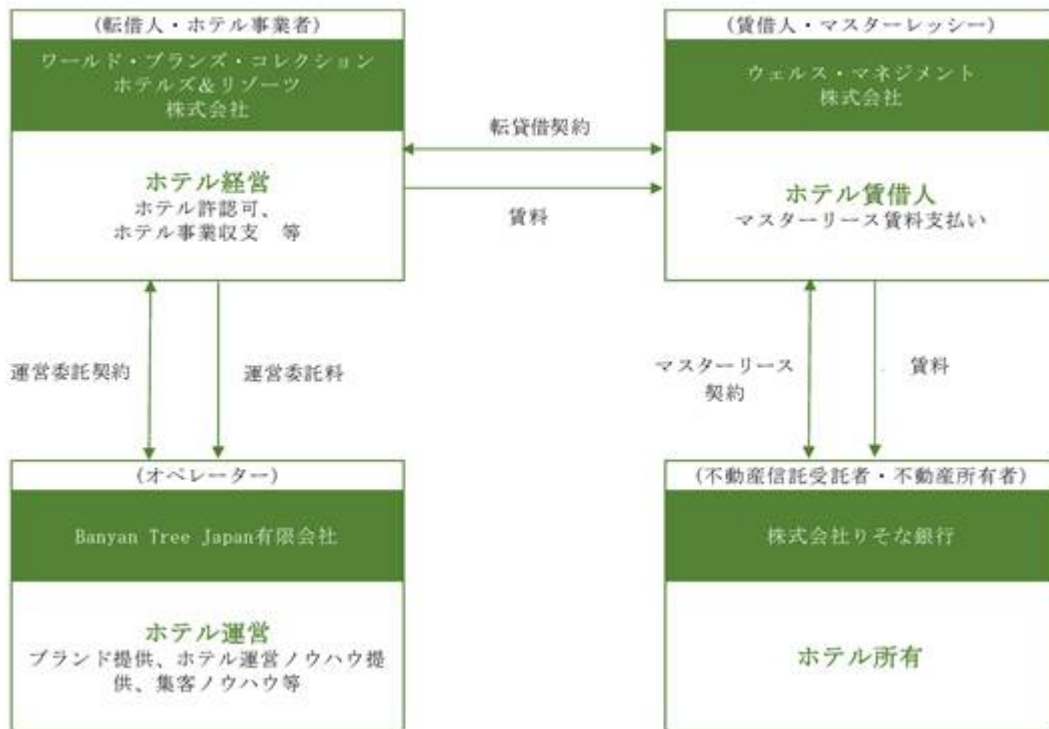 (転借人・ホテル事業者)
ワールド・ブランズ・コレクション
ホテルズ＆リゾーツ
株式会社
ホテル経営
ホテル許認可、
ホテル事業収支　等
転貸借契約
賃料
(賃借人・マスターレッシー)
ウェルス・マネジメント
株式会社
ホテル賃借人
マスターリース賃料支払い
運営委託契約
運営委託料
マスターリース
契約
賃料
(オペレーター)
Banyan Tree Japan有限会社
ホテル運営
ブランド提供、ホテル運営ノウハウ提
供、集客ノウハウ等
(不動産信託受託者・不動産所有者)
株式会社りそな銀行
ホテル所有